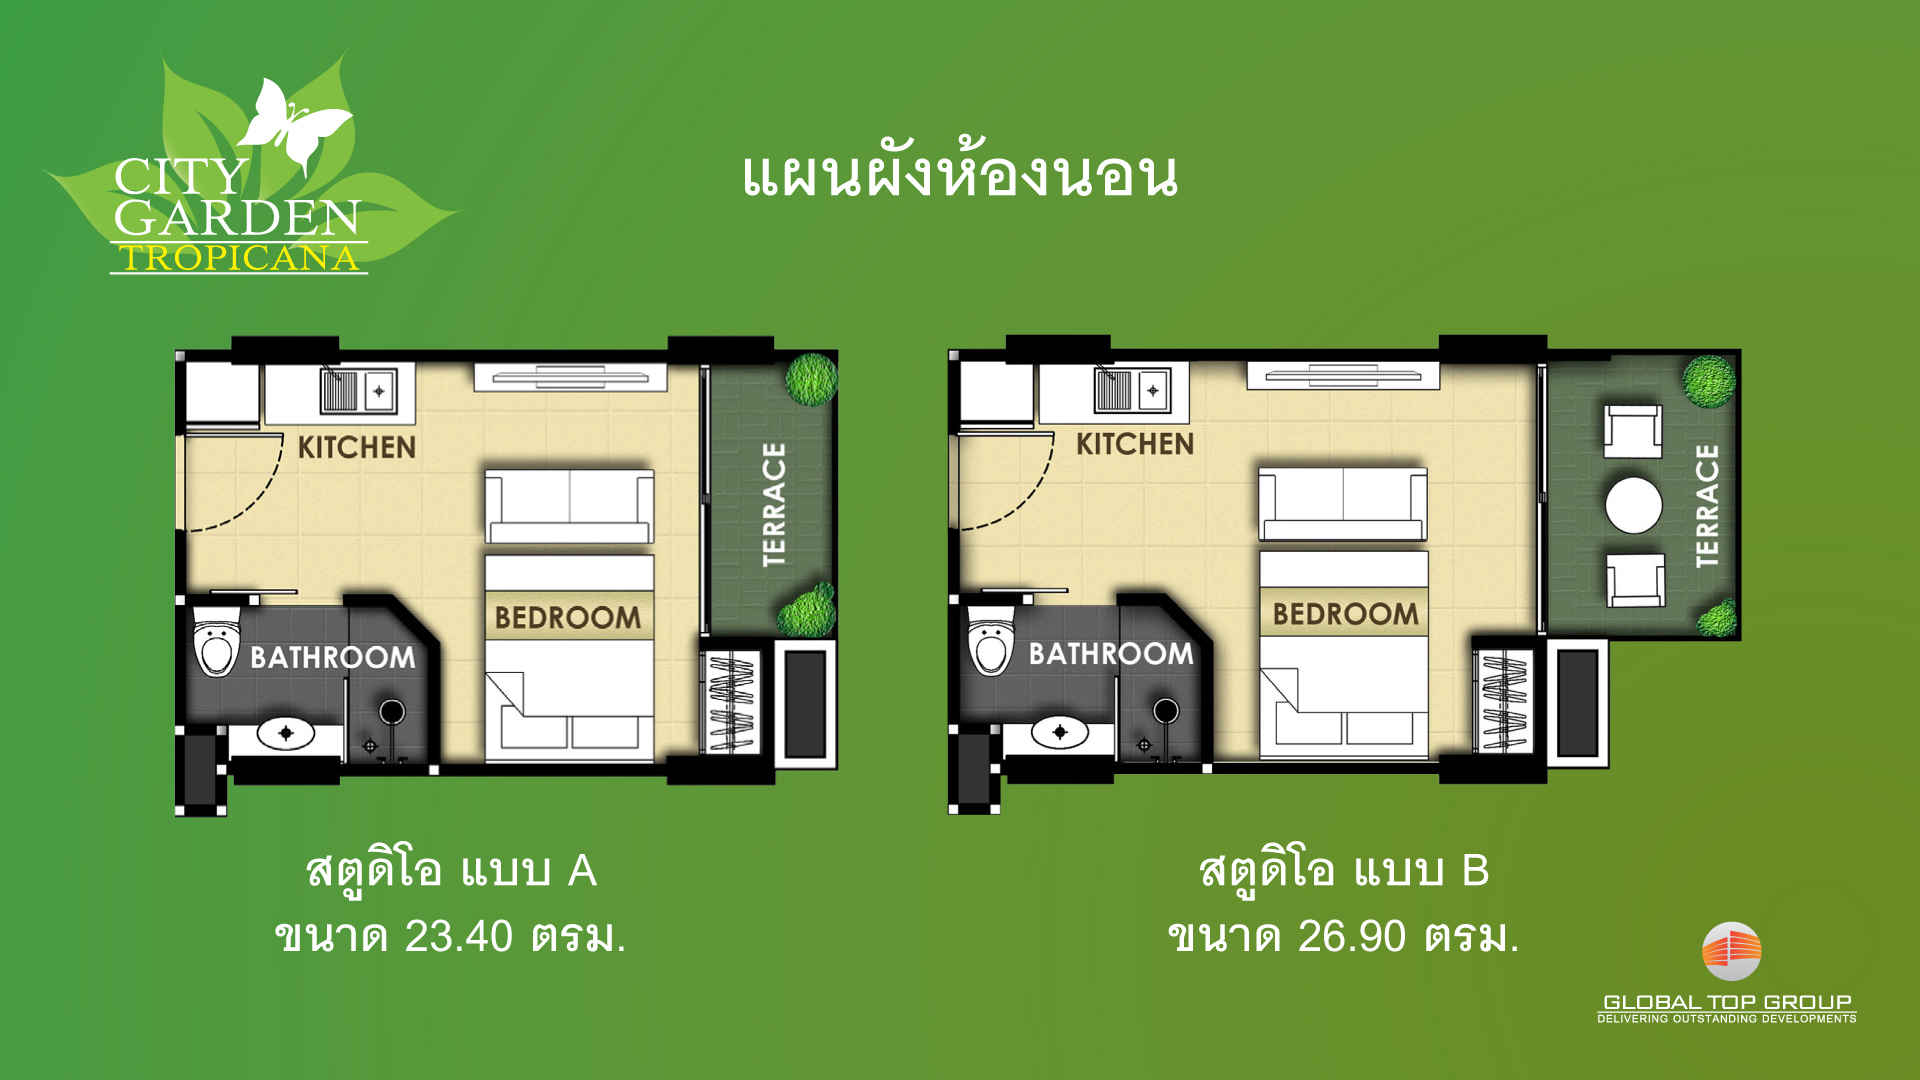 CITY
GARDEN
TROPICANA
แผนผังห้องนอน
KITCHEN
TERRACE
BEDROOM
BATHROOM
KITCHEN
TERRACE
BEDROOM
BATHROOM
สตูดิโอ แบบ A
ขนาด 23.40 ตรม.
สตูดิโอ แบบ B
ขนาด 26.90 ตรม.
GLOBAL TOP GROUP
DELIVERING OUTSTANDING DEVELOPMENTS